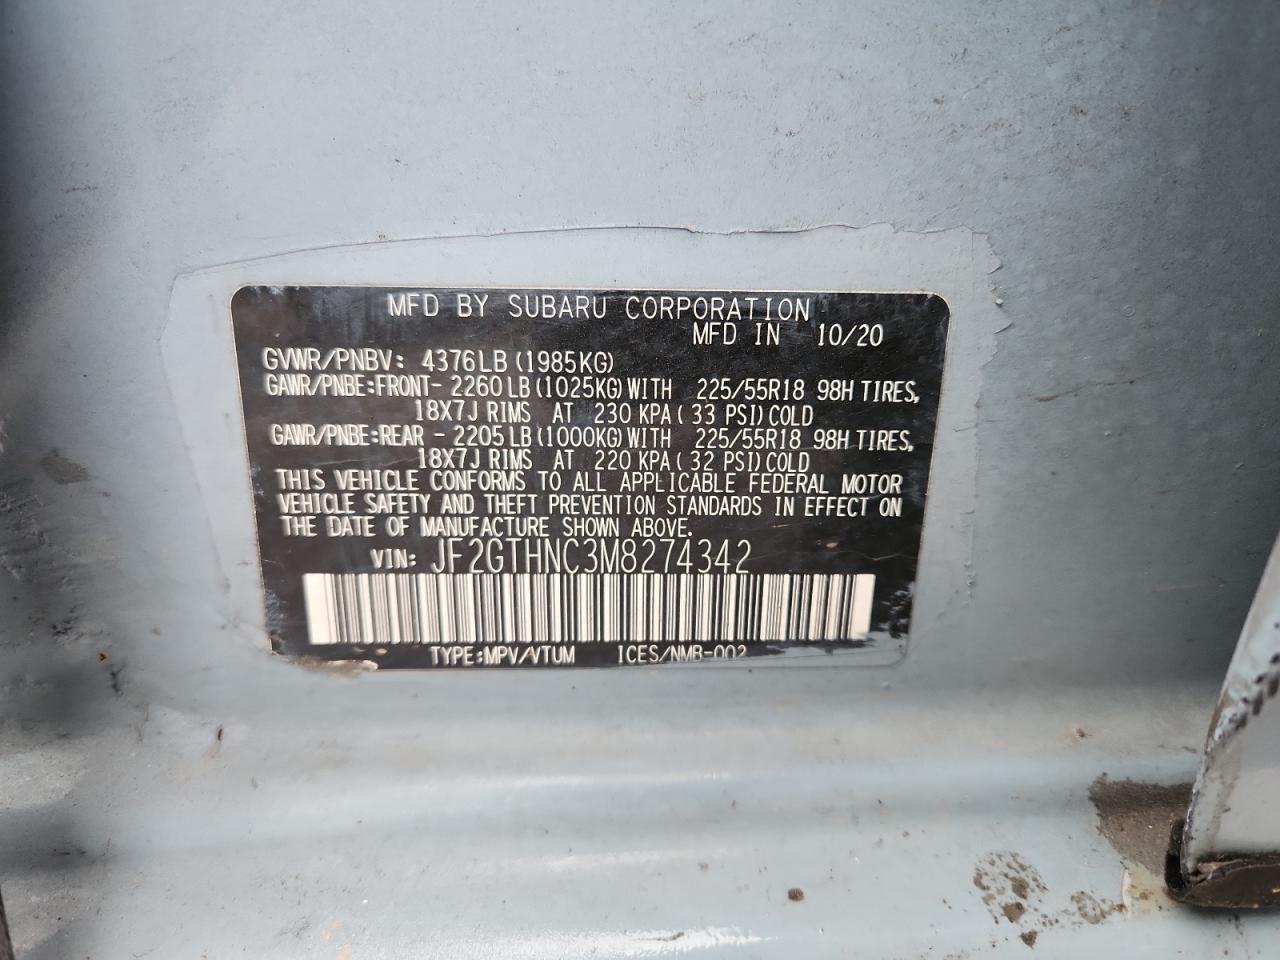 MFD BY SUBARU CORPORATION
MFD IN 10/20
GVWR/PNBV: 4376LB (1985KG)
GAWR/PNBE:FRONT- 2260LB (1025KG)WITH 225/55R18 98H TIRES,
18X7J RIMS AT 230 KPA( 33 PSI)COLD
GAWR/PNBE:REAR - 2205LB (1000KG)WITH 225/55R18 98H TIRES,
18X7J RIMS AT 220 KPA( 32 PSI)COLD
THIS VEHICLE CONFORMS TO ALL APPLICABLE FEDERAL MOTOR
VEHICLE SAFETY AND THEFT PREVENTION STANDARDS IN EFFECT ON
THE DATE OF MANUFACTURE SHOWN ABOVE.
VIN: JF2GTHNC3M8274342
TYPE:MPV/VTUM ICES/NMB-002